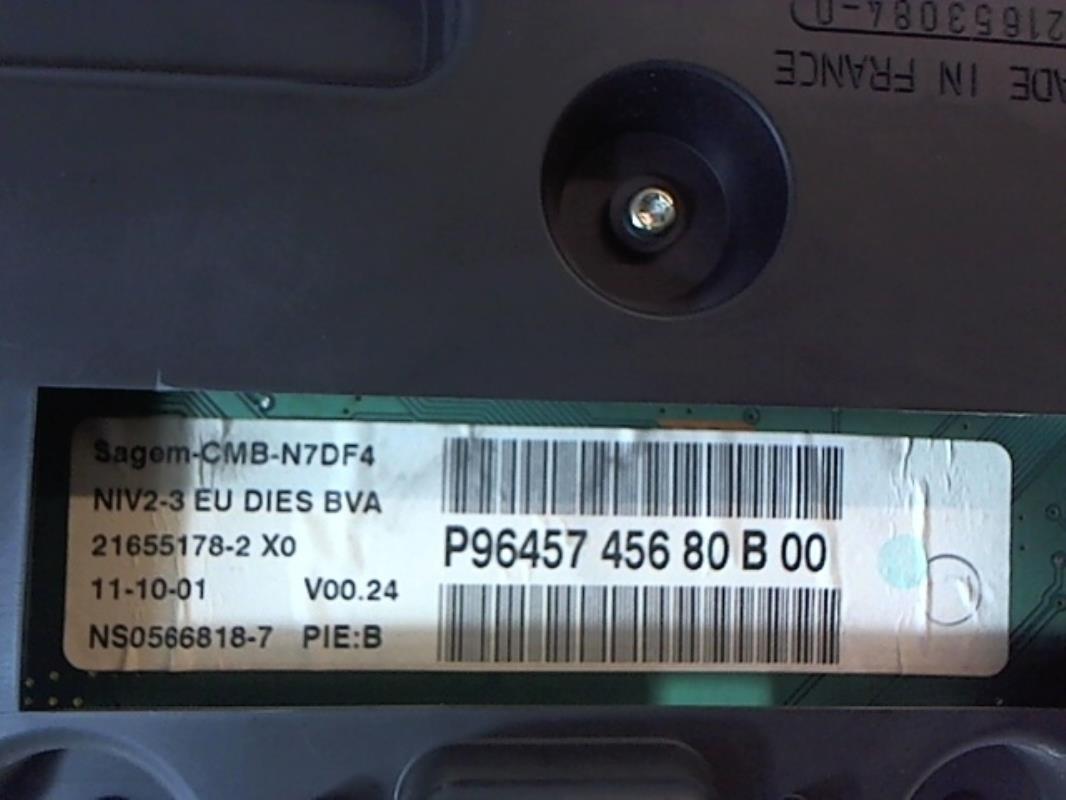 21653084-0
MADE IN FRANCE
Sagem-CMB-N7DF4
NIV2-3 EU DIES BVA
21655178-2 X0
11-10-01 V00.24
NS0566818-7 PIE:B
P96457 456 80 B 00